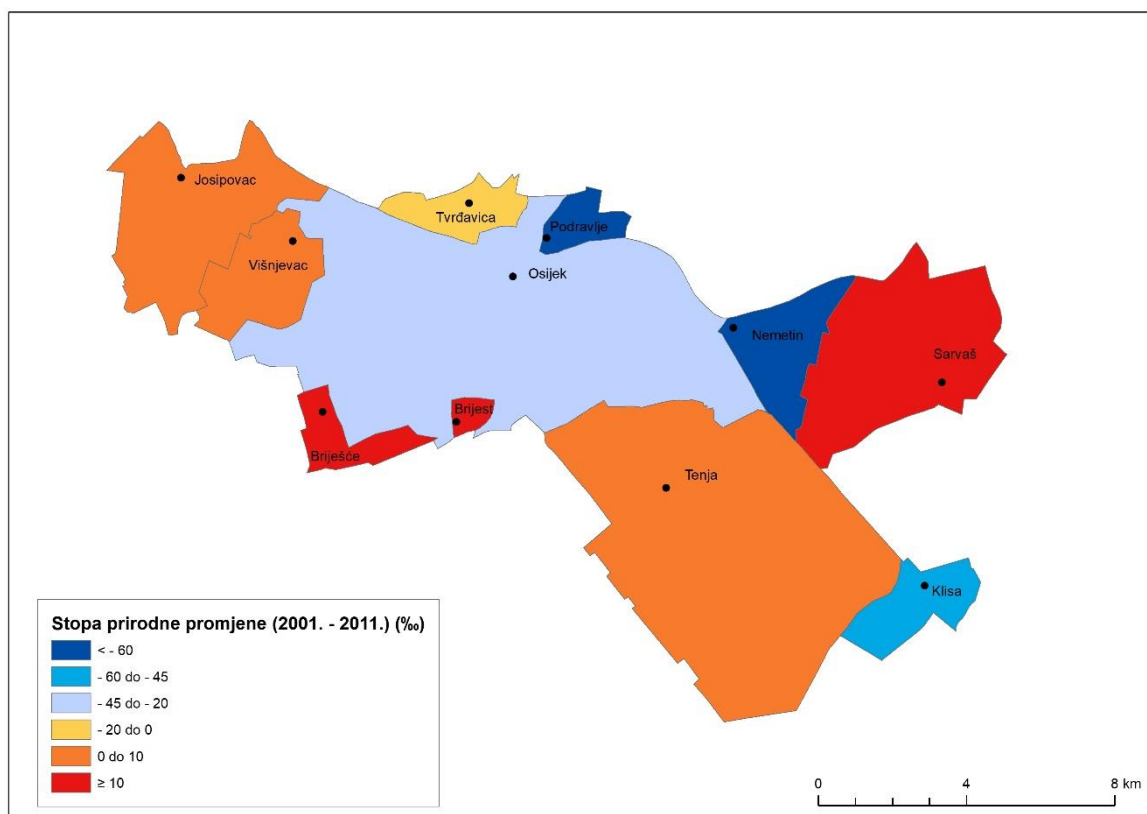 Josipovac
Tvrđavica
Podravlje
Višnjevac
Osijek
Nemetin
Sarvaš
Brijest
Briješće
Tenja
Klisa
Stopa prirodne promjene (2001. - 2011.) (‰)
< - 60
- 60 do - 45
- 45 do - 20
- 20 do 0
0 do 10
≥ 10
0 4 8 km